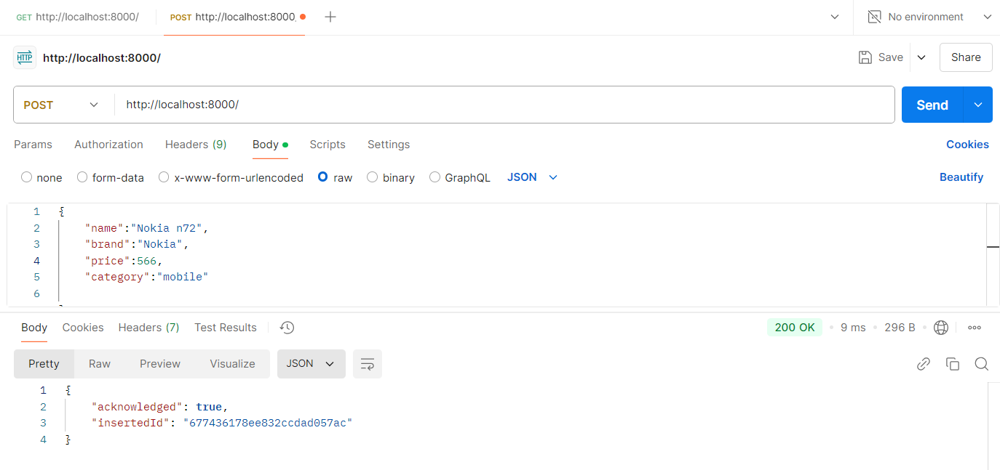 GET http://localhost:8000/ POST http://localhost:8000 No environment
HTTP http://localhost:8000/ Save Share
POST http://localhost:8000/ Send
Params Authorization Headers (9) Body Scripts Settings Cookies
none form-data x-www-form-urlencoded raw binary GraphQL JSON Beautify
1 {
2 "name":"Nokia n72",
3 "brand":"Nokia",
4 "price":566,
5 "category":"mobile"
6
Body Cookies Headers (7) Test Results 200 OK 9 ms 296 B
Pretty Raw Preview Visualize JSON
1 {
2 "acknowledged": true,
3 "insertedId": "677436178ee832ccdad057ac"
4 }